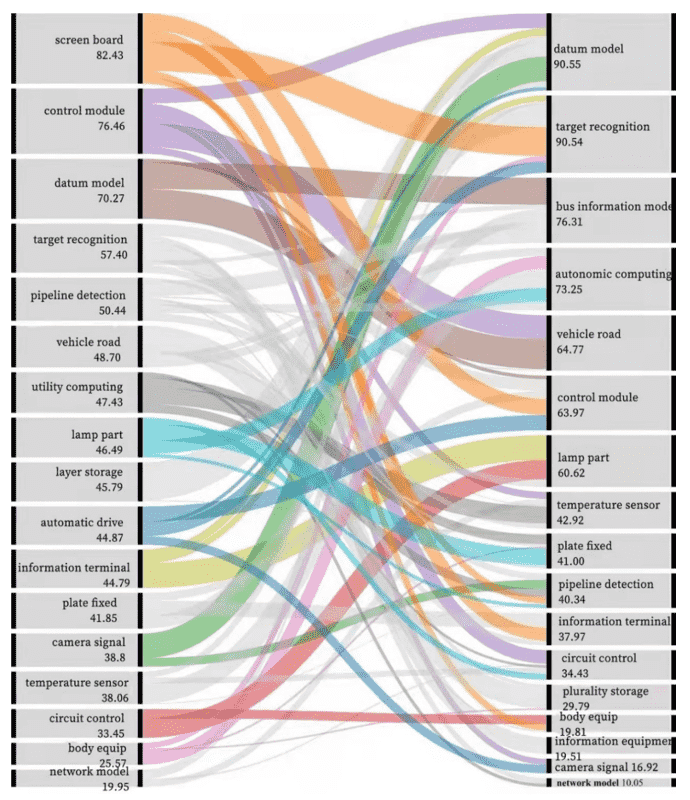 screen board
82.43
control module
76.46
datum model
70.27
target recognition
57.40
pipeline detection
50.44
vehicle road
48.70
utility computing
47.43
lamp part
46.49
layer storage
45.79
automatic drive
44.87
information terminal
44.79
plate fixed
41.85
camera signal
38.8
temperature sensor
38.06
circuit control
33.45
body equip
25.57
network model
19.95
datum model
90.55
target recognition
90.54
bus information mode
76.31
autonomic computing
73.25
vehicle road
64.77
control module
63.97
lamp part
60.62
temperature sensor
42.92
plate fixed
41.00
pipeline detection
40.34
information terminal
37.97
circuit control
34.43
plurality storage
29.79
body equip
19.81
information equipmen
19.51
camera signal 16.92
network model 10.05